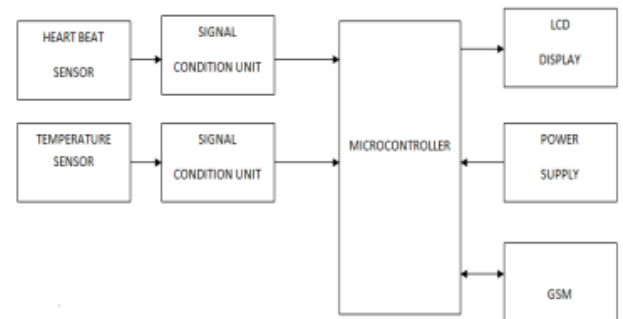 HEART BEAT
SENSOR
SIGNAL
CONDITION UNIT
TEMPERATURE
SENSOR
SIGNAL
CONDITION UNIT
MICROCONTROLLER
LCD
DISPLAY
POWER
SUPPLY
GSM